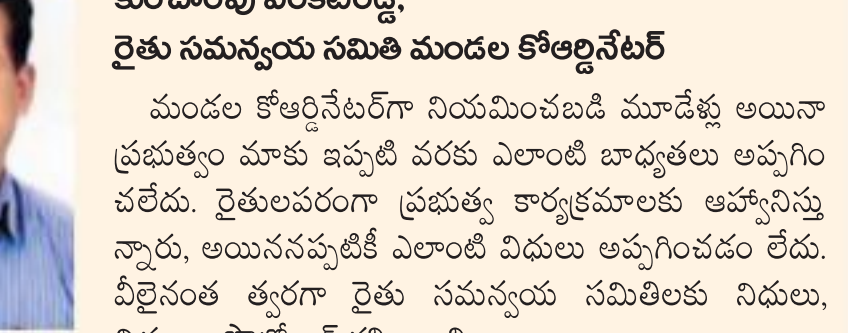 రైతు సమన్వయ సమితి మండల కోఆర్డినేటర్
మండల కోఆర్డినేటర్‌గా నియమించబడి మూడేళ్లు అయినా
ప్రభుత్వం మాకు ఇప్పటి వరకు ఎలాంటి బాధ్యతలు అప్పగిం
చలేదు. రైతులపరంగా ప్రభుత్వ కార్యక్రమాలకు ఆహ్వానిస్తు
న్నారు, అయిననప్పటికీ ఎలాంటి విధులు అప్పగించడం లేదు.
వీలైనంత త్వరగా రైతు సమన్వయ సమితిలకు నిధులు,